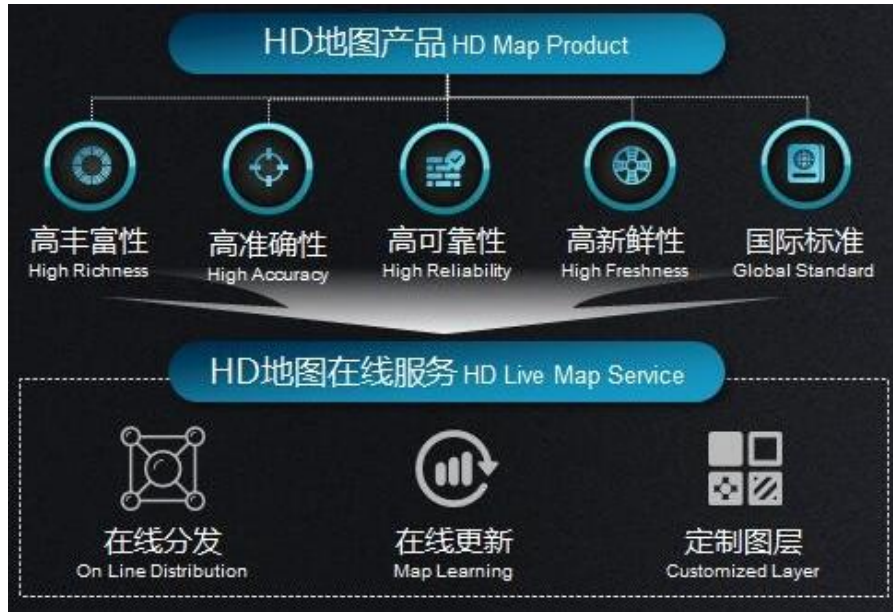 HD地图产品 HD Map Product
高丰富性
High Richness
高准确性
High Accuracy
高可靠性
High Reliability
高新鲜性
High Freshness
国际标准
Global Standard
HD地图在线服务 HD Live Map Service
在线分发
On Line Distribution
在线更新
Map Learning
定制图层
Customized Layer